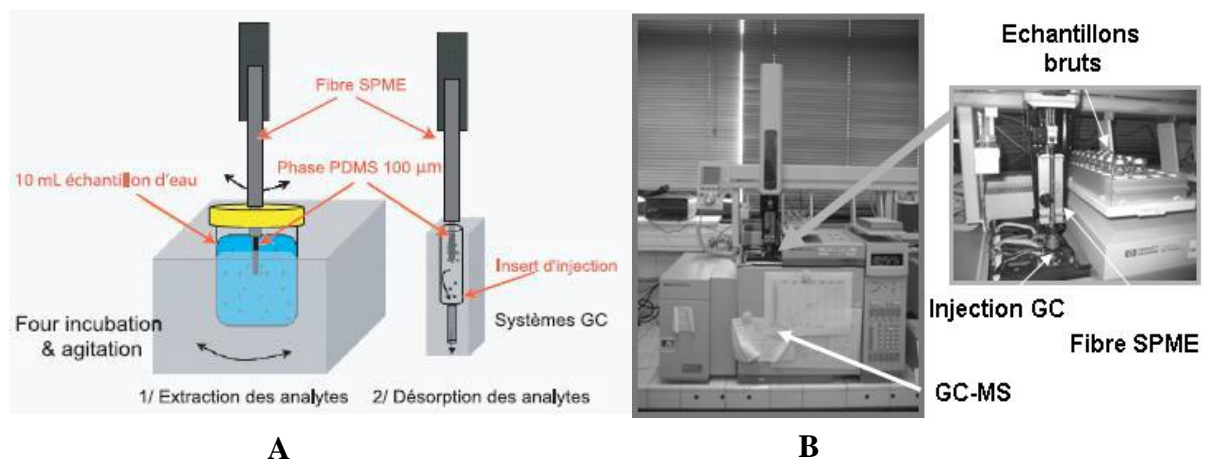 Fibre SPME
Phase PDMS 100 µm
10 mL échantillon d'eau
Insert d'injection
Four incubation
& agitation
Systèmes GC
1/ Extraction des analytes
2/ Désorption des analytes
A
Echantillons
bruts
Injection GC
Fibre SPME
GC-MS
B